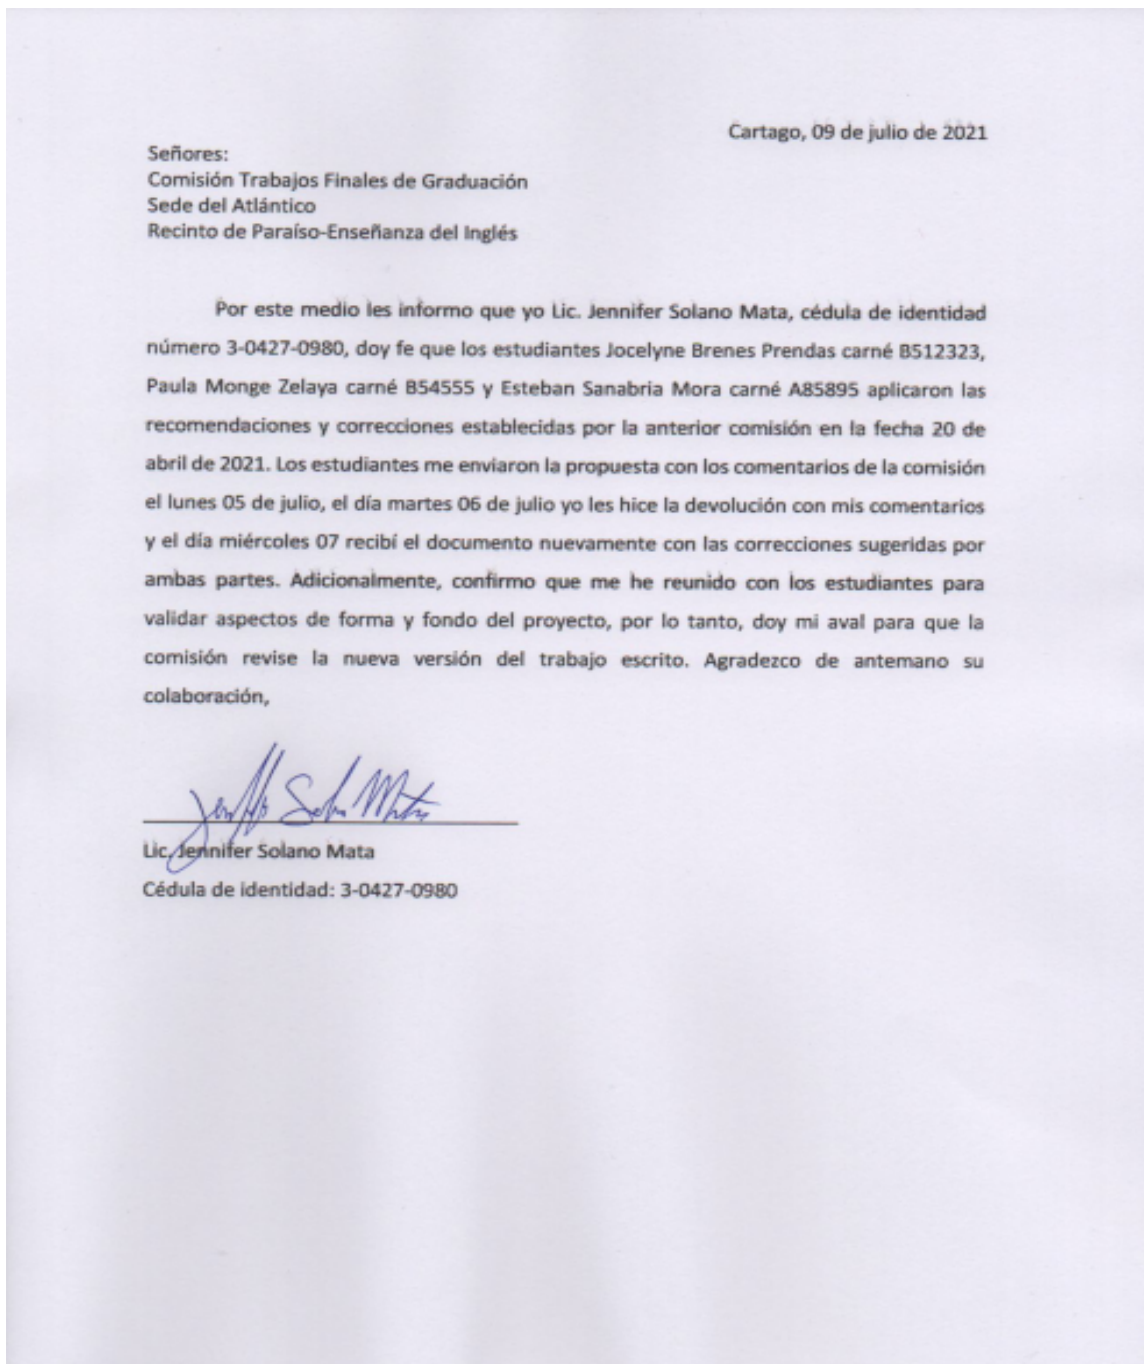 Cartago, 09 de julio de 2021
Señores:
Comisión Trabajos Finales de Graduación
Sede del Atlántico
Recinto de Paraíso-Enseñanza del Inglés
Por este medio les informo que yo Lic. Jennifer Solano Mata, cédula de identidad
número 3-0427-0980, doy fe que los estudiantes Jocelyne Brenes Prendas carné B512323,
Paula Monge Zelaya carné B54555 y Esteban Sanabria Mora carné A85895 aplicaron las
recomendaciones y correcciones establecidas por la anterior comisión en la fecha 20 de
abril de 2021. Los estudiantes me enviaron la propuesta con los comentarios de la comisión
el lunes 05 de julio, el día martes 06 de julio yo les hice la devolución con mis comentarios
y el día miércoles 07 recibí el documento nuevamente con las correcciones sugeridas por
ambas partes. Adicionalmente, confirmo que me he reunido con los estudiantes para
validar aspectos de forma y fondo del proyecto, por lo tanto, doy mi aval para que la
comisión revise la nueva versión del trabajo escrito. Agradezco de antemano su
colaboración,
Solano Mata
Lic. Jennifer Solano Mata
Cédula de identidad: 3-0427-0980